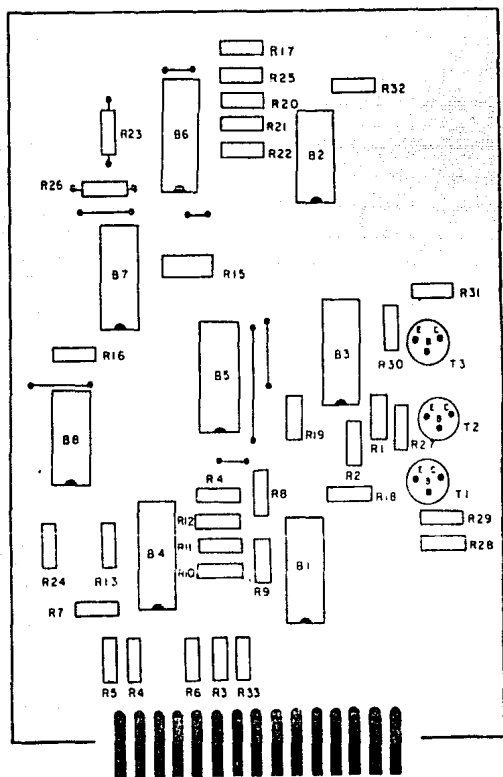 R17
R25
R32
R20
R23
B6
R21
B2
R22
R26
B7
R15
R31
B3
R30
E C
B
T3
R16
B5
R19
R1
R27
E C
B
T2
B8
R2
R4
R8
R18
E C
B
T1
R12
R29
B4
R11
B1
R28
R24
R13
R10
R9
R7
R5
R4
R6
R3
R33